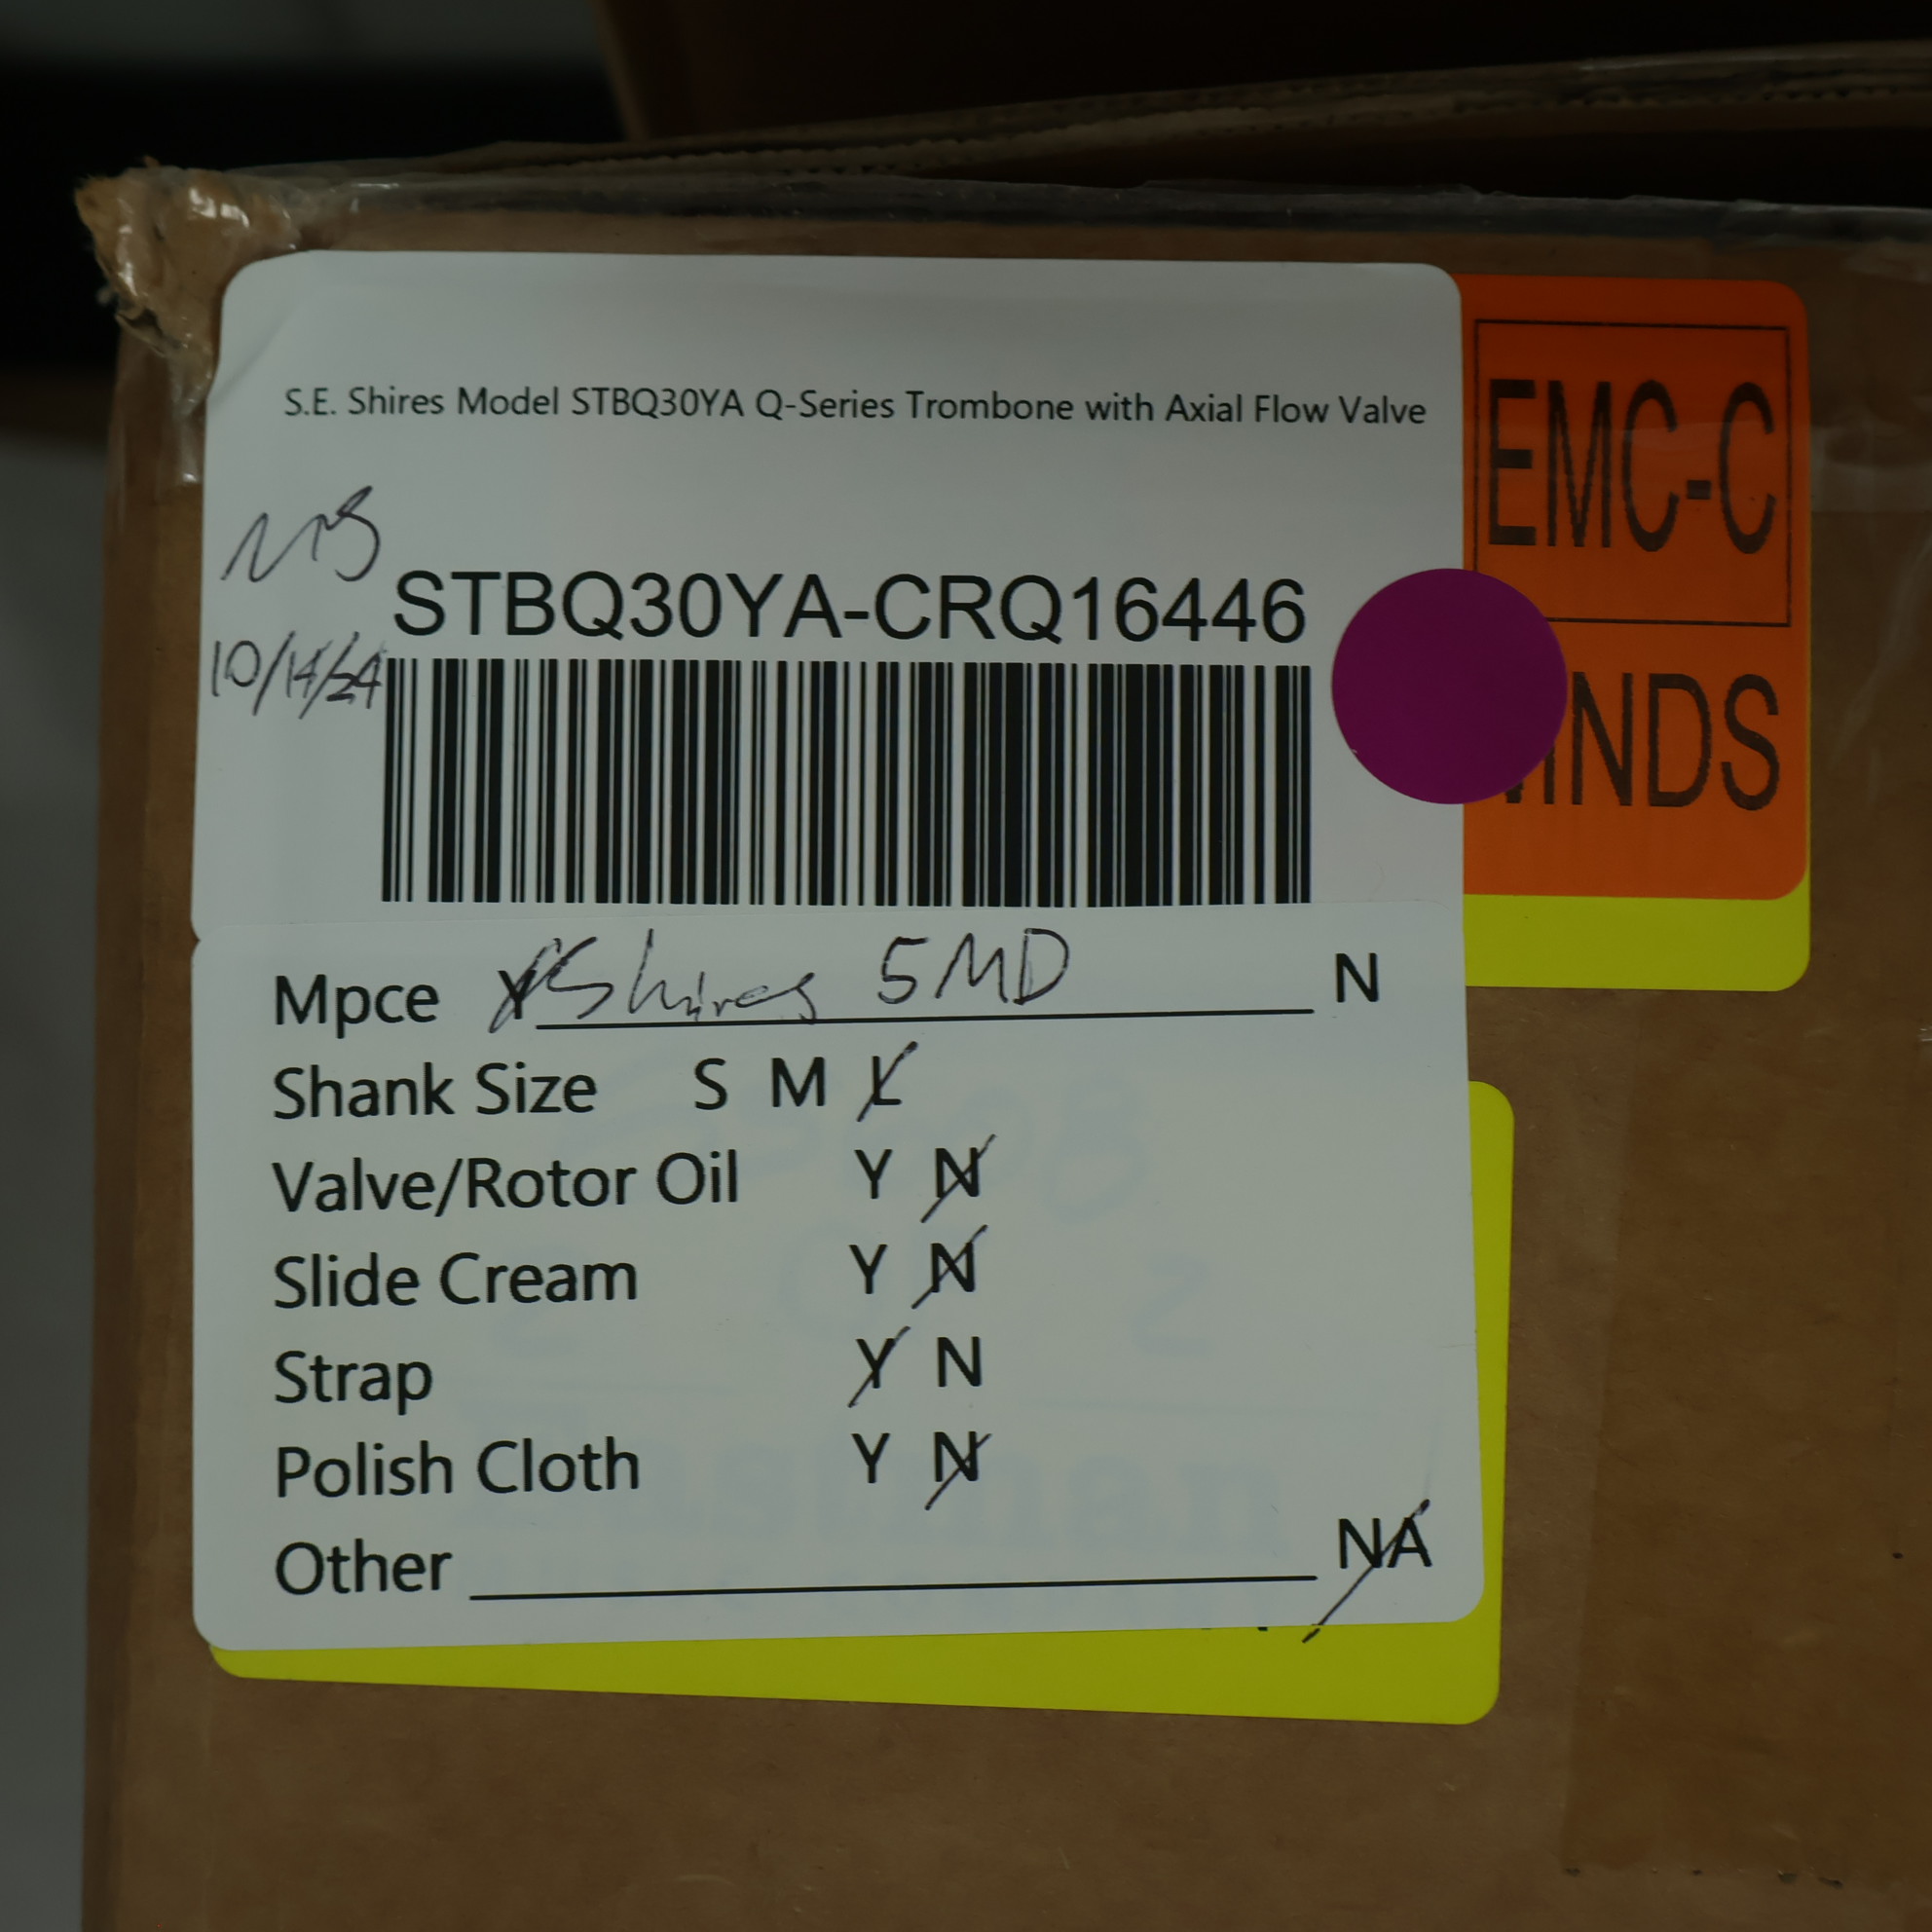 S.E. Shires Model STBQ30YA Q-Series Trombone with Axial Flow Valve
EMC-C
NDS
10/14/24
STBQ30YA-CRQ16446
Mpce Y Shires 5MD N
Shank Size S M L
Valve/Rotor Oil Y N
Slide Cream Y N
Strap Y N
Polish Cloth Y N
Other NA